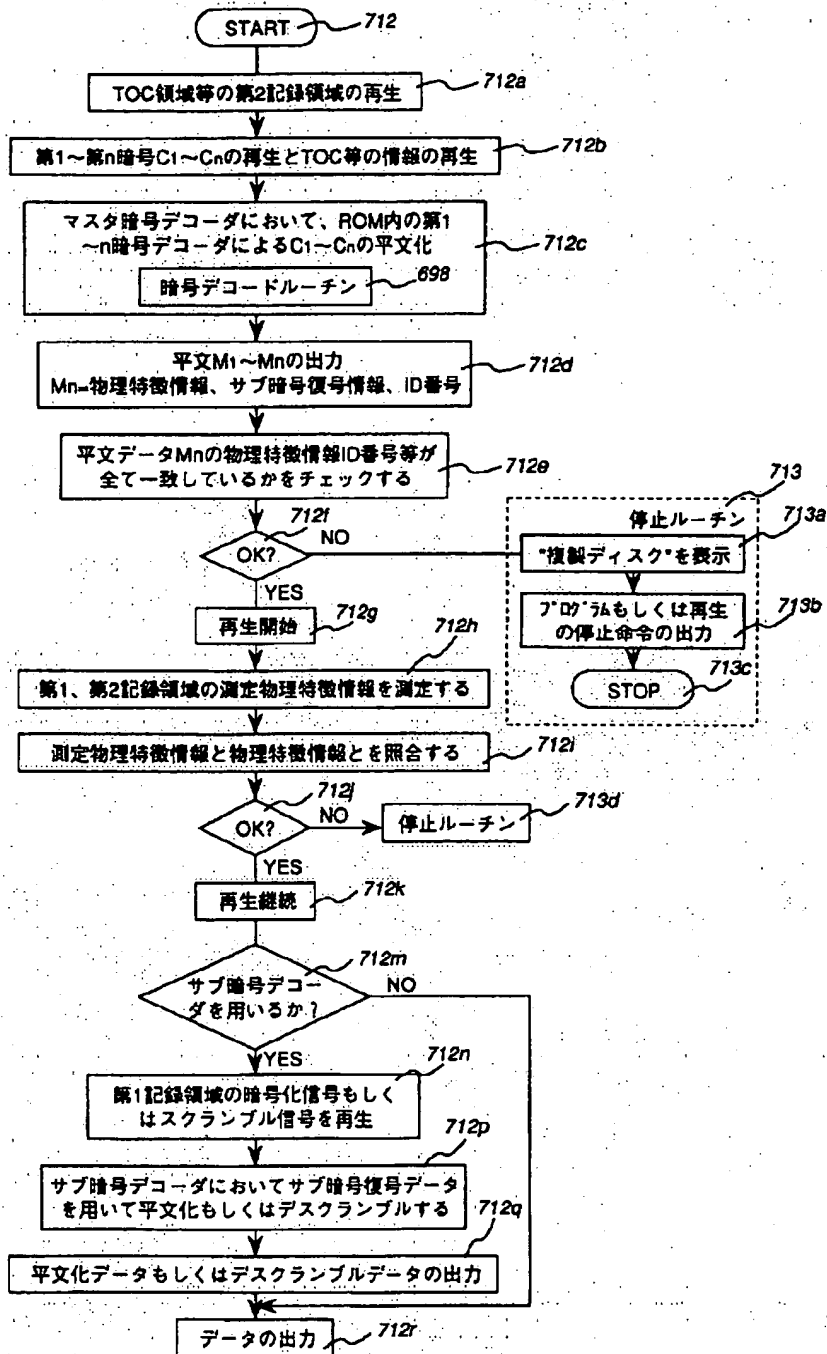 START
712
TOC領域等の第2記録領域の再生
712a
第1～第n暗号C1～Cnの再生とTOC等の情報の再生
712b
マスタ暗号デコーダにおいて、ROM内の第1
～n暗号デコーダによるC1～Cnの平文化
712c
暗号デコードルーチン
698
平文M1～Mnの出力
Mn=物理特徴情報、サブ暗号復号情報、ID番号
712d
平文データMnの物理特徴情報ID番号等が
全て一致しているかをチェックする
712e
712f
OK?
NO
YES
713
停止ルーチン
713a
"複製ディスク"を表示
プログラムもしくは再生
の停止命令の出力
713b
STOP
713c
再生開始
712g
712h
第1、第2記録領域の測定物理特徴情報を測定する
測定物理特徴情報と物理特徴情報とを照合する
712i
712j
OK?
NO
停止ルーチン
713d
YES
再生継続
712k
712m
サブ暗号デコー
ダを用いるか?
NO
YES
712n
第1記録領域の暗号化信号もしく
はスクランブル信号を再生
712p
サブ暗号デコーダにおいてサブ暗号復号データ
を用いて平文化もしくはデスクランブルする
712q
平文化データもしくはデスクランブルデータの出力
データの出力
712r